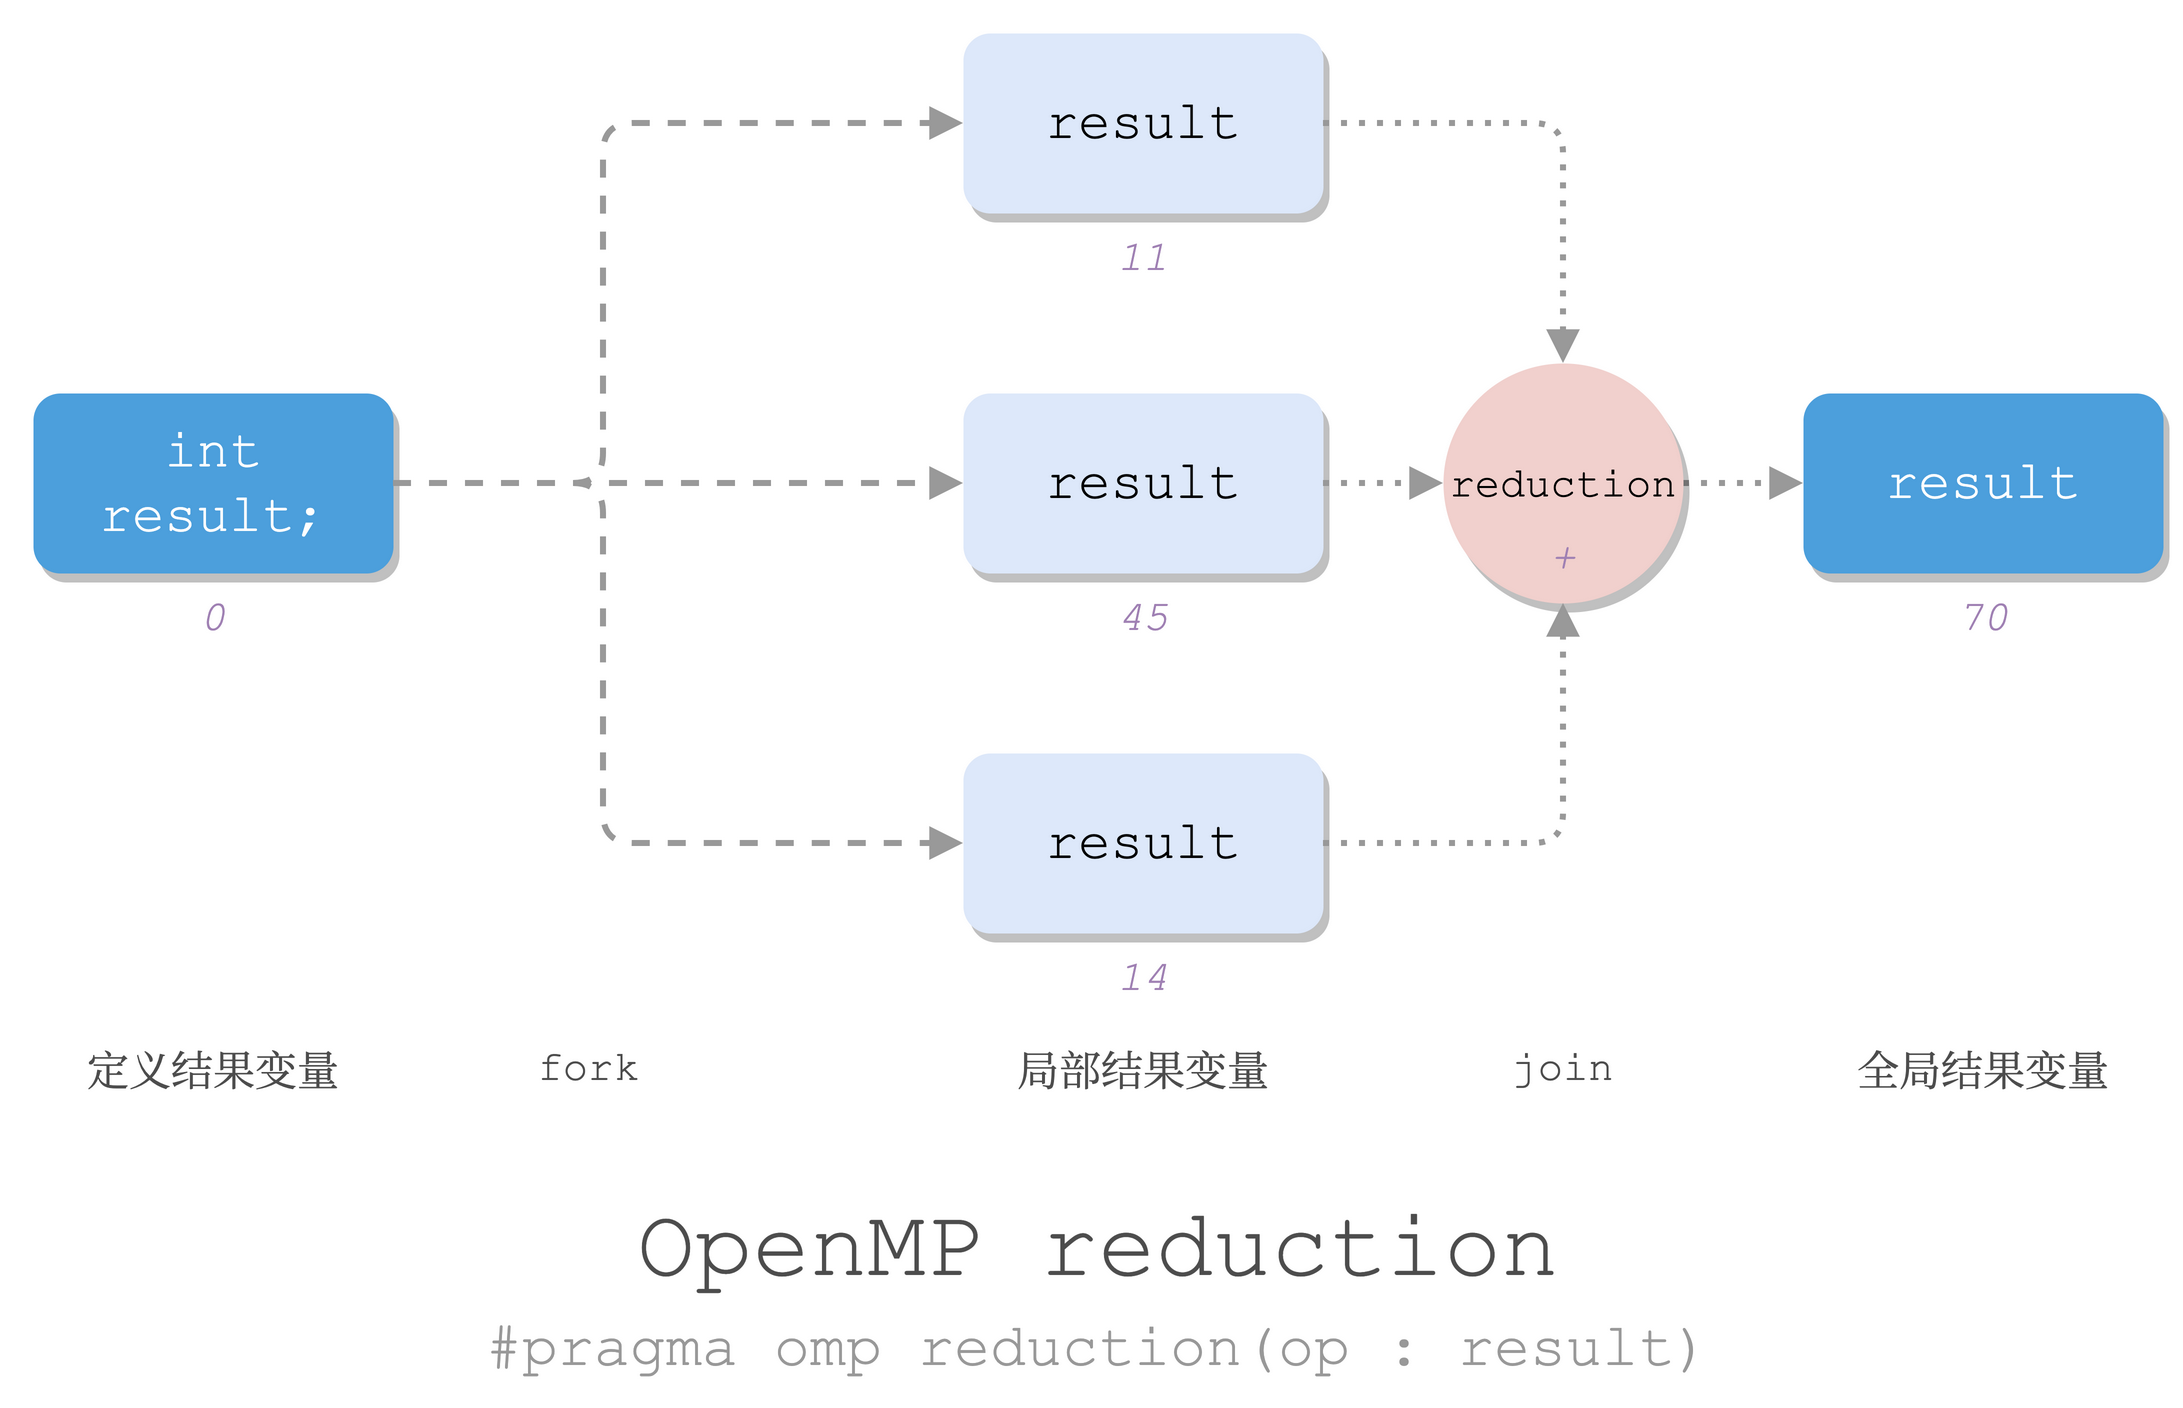 result
11
int
result;
0
result
45
reduction
+
result
70
result
14
定义结果变量
fork
局部结果变量
join
全局结果变量
OpenMP reduction
#pragma omp reduction(op : result)